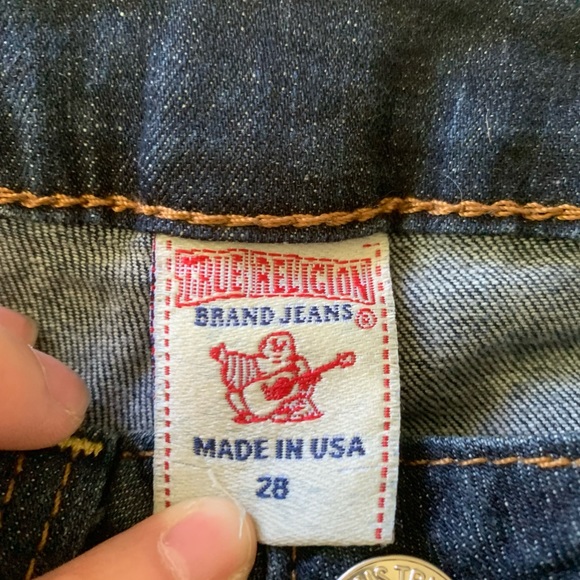 TRUE RELIGION
BRAND JEANS®
MADE IN USA
28